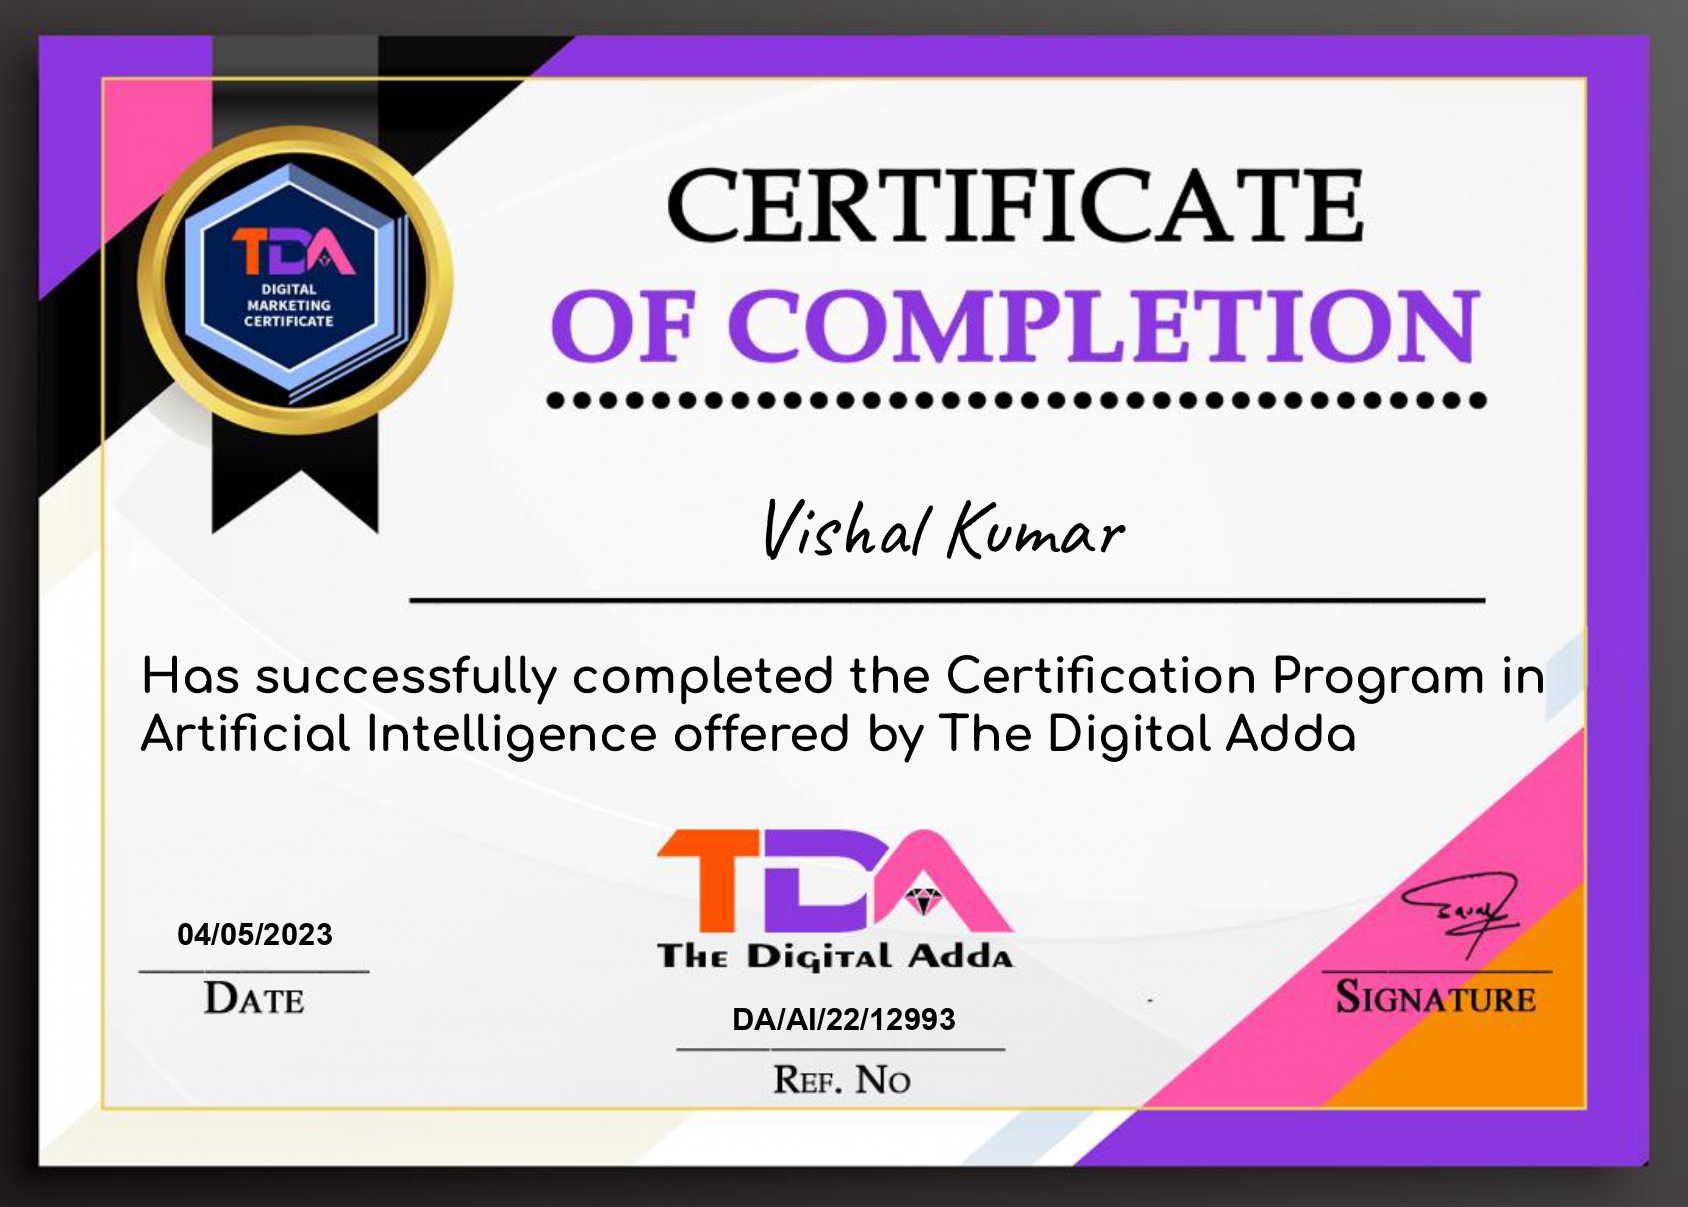 TDA
DIGITAL
MARKETING
CERTIFICATE
CERTIFICATE
OF COMPLETION
Vishal Kumar
Has successfully completed the Certification Program in
Artificial Intelligence offered by The Digital Adda
TDA
The Digital Adda
04/05/2023
Date
DA/AI/22/12993
Ref. No
Signature